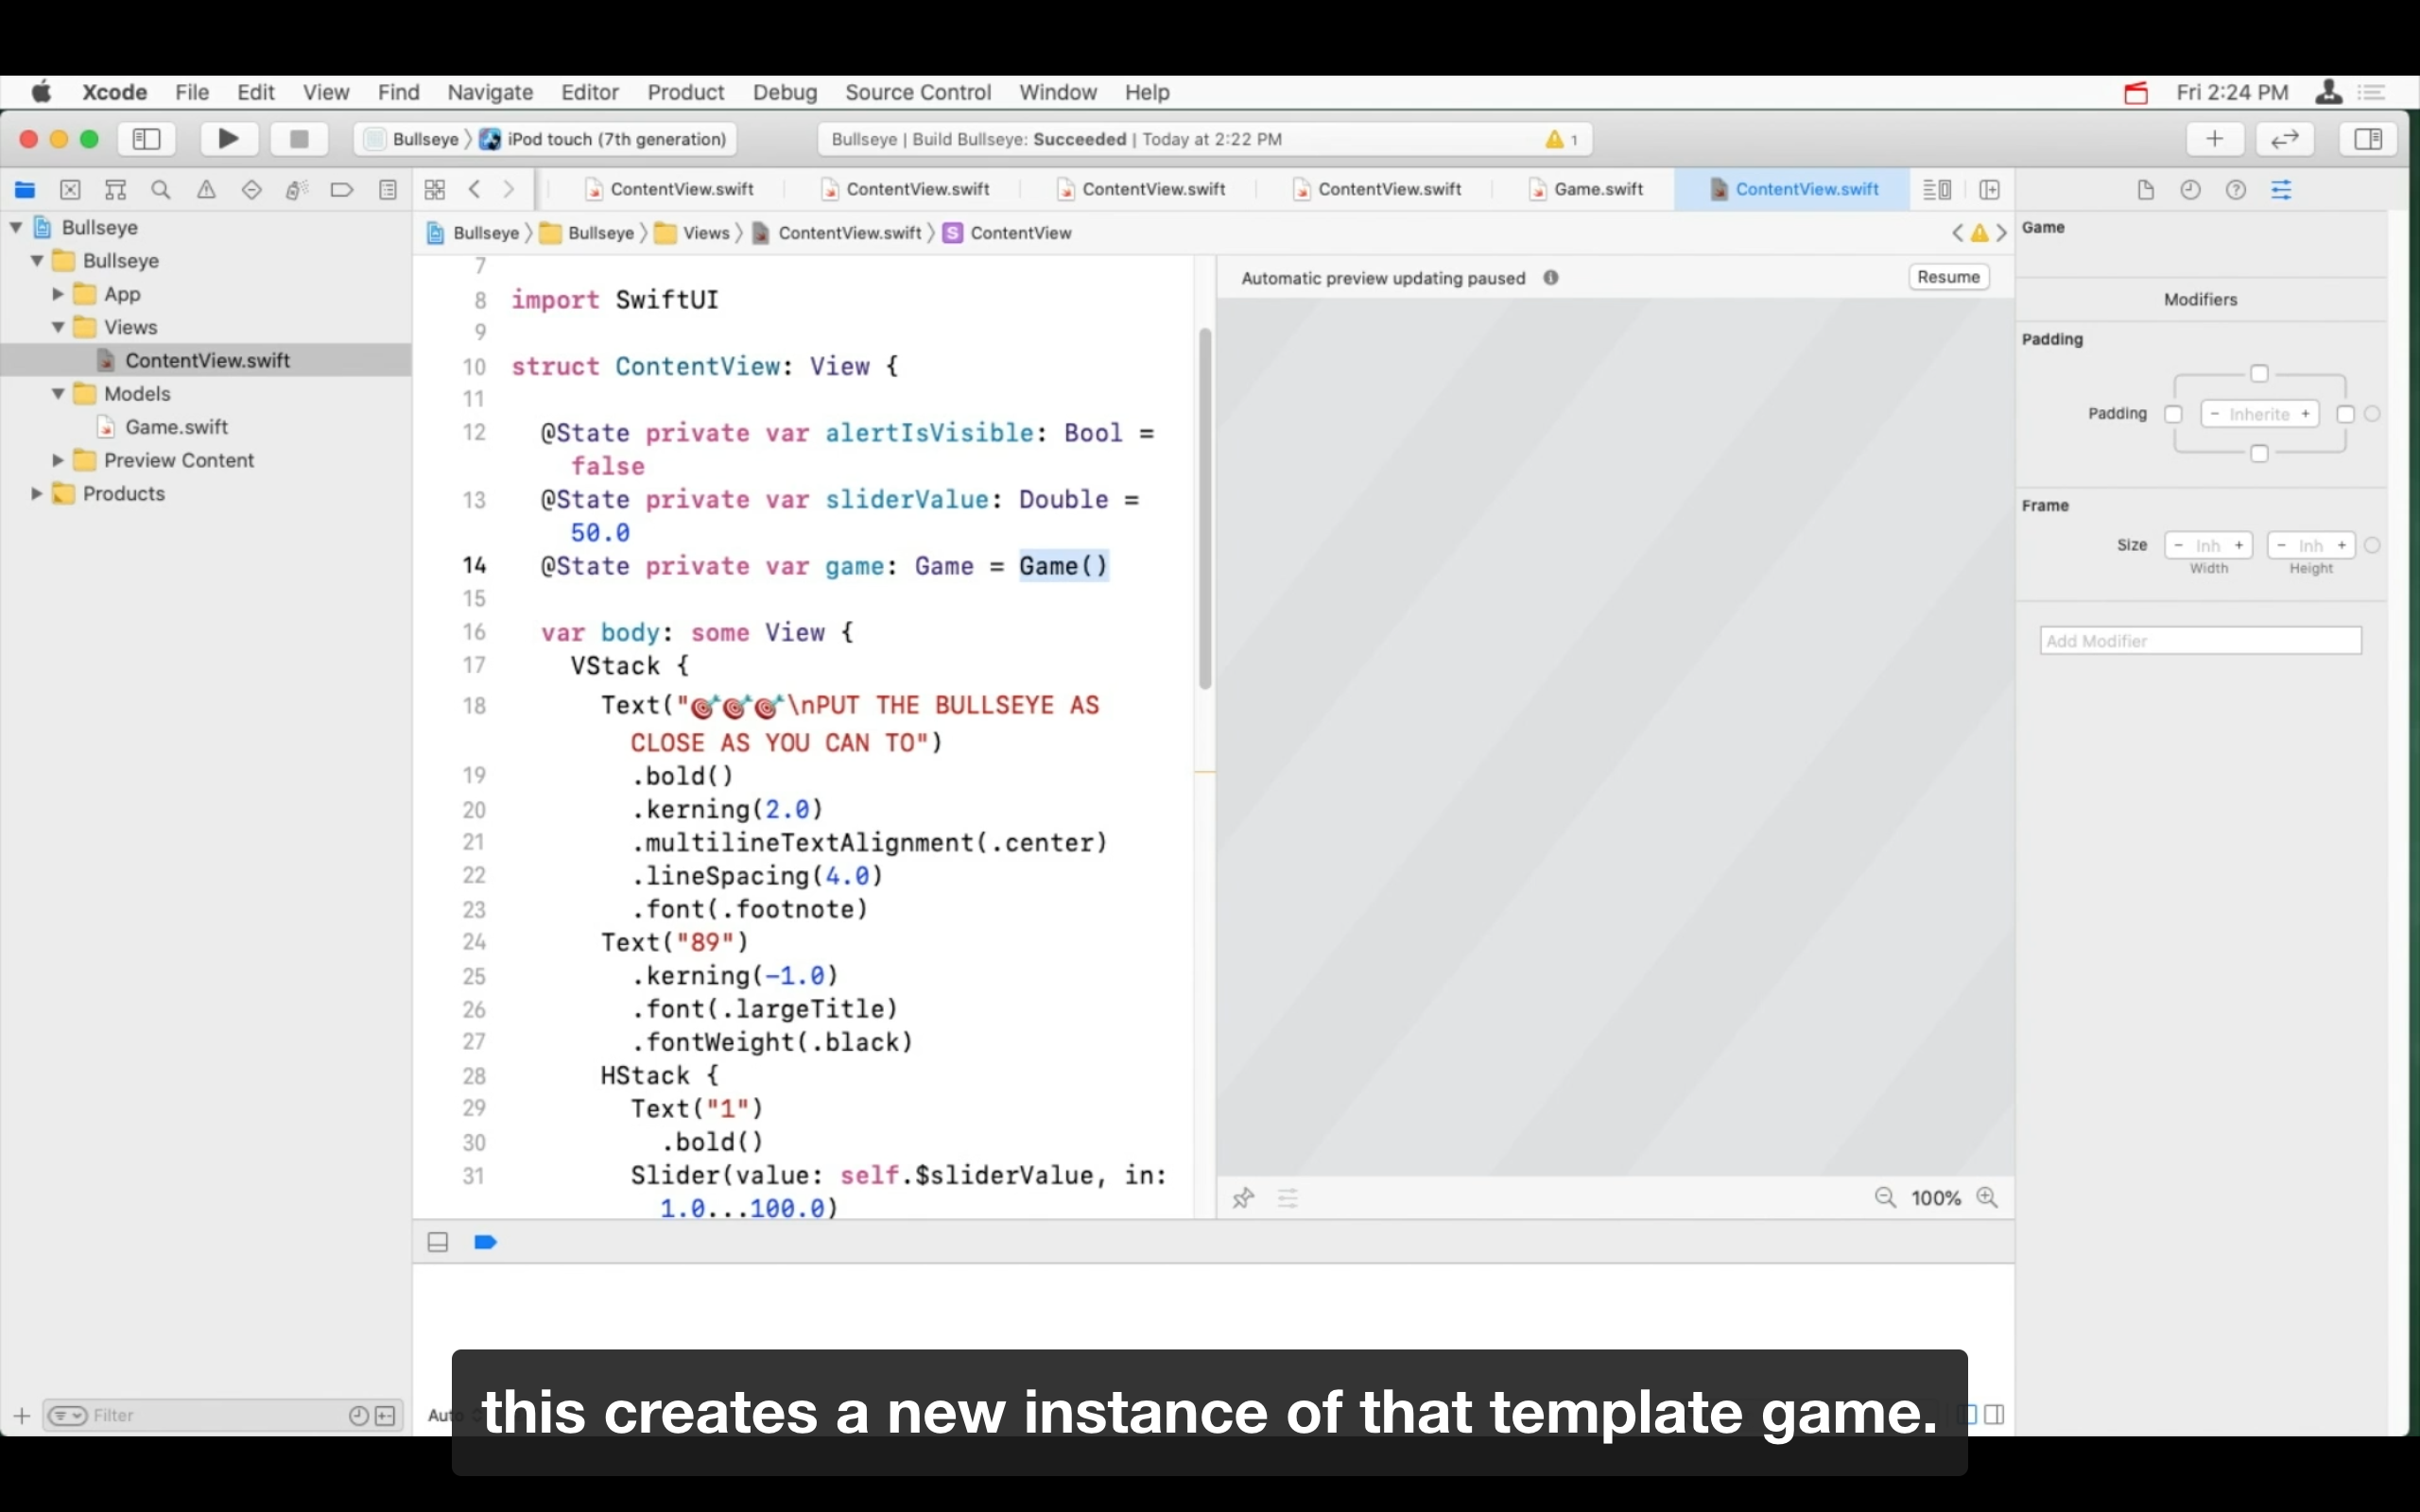 Xcode File Edit View Find Navigate Editor Product Debug Source Control Window Help Fri 2:24 PM
Bullseye iPod touch (7th generation) Bullseye | Build Bullseye: Succeeded | Today at 2:22 PM 1
ContentView.swift ContentView.swift ContentView.swift ContentView.swift Game.swift ContentView.swift
Bullseye
Bullseye
App
Views
ContentView.swift
Models
Game.swift
Preview Content
Products
Filter
Bullseye Bullseye Views ContentView.swift S ContentView
7
8 import SwiftUI
9
10 struct ContentView: View {
11
12 @State private var alertIsVisible: Bool =
false
13 @State private var sliderValue: Double =
50.0
14 @State private var game: Game = Game()
15
16 var body: some View {
17 VStack {
18 Text("🎯🎯🎯\nPUT THE BULLSEYE AS
CLOSE AS YOU CAN TO")
19 .bold()
20 .kerning(2.0)
21 .multilineTextAlignment(.center)
22 .lineSpacing(4.0)
23 .font(.footnote)
24 Text("89")
25 .kerning(-1.0)
26 .font(.largeTitle)
27 .fontWeight(.black)
28 HStack {
29 Text("1")
30 .bold()
31 Slider(value: self.$sliderValue, in:
1.0...100.0)
Automatic preview updating paused Resume
100%
Game
Modifiers
Padding
Padding - Inherite +
Frame
Size - Inh + - Inh +
Width Height
Add Modifier
this creates a new instance of that template game.